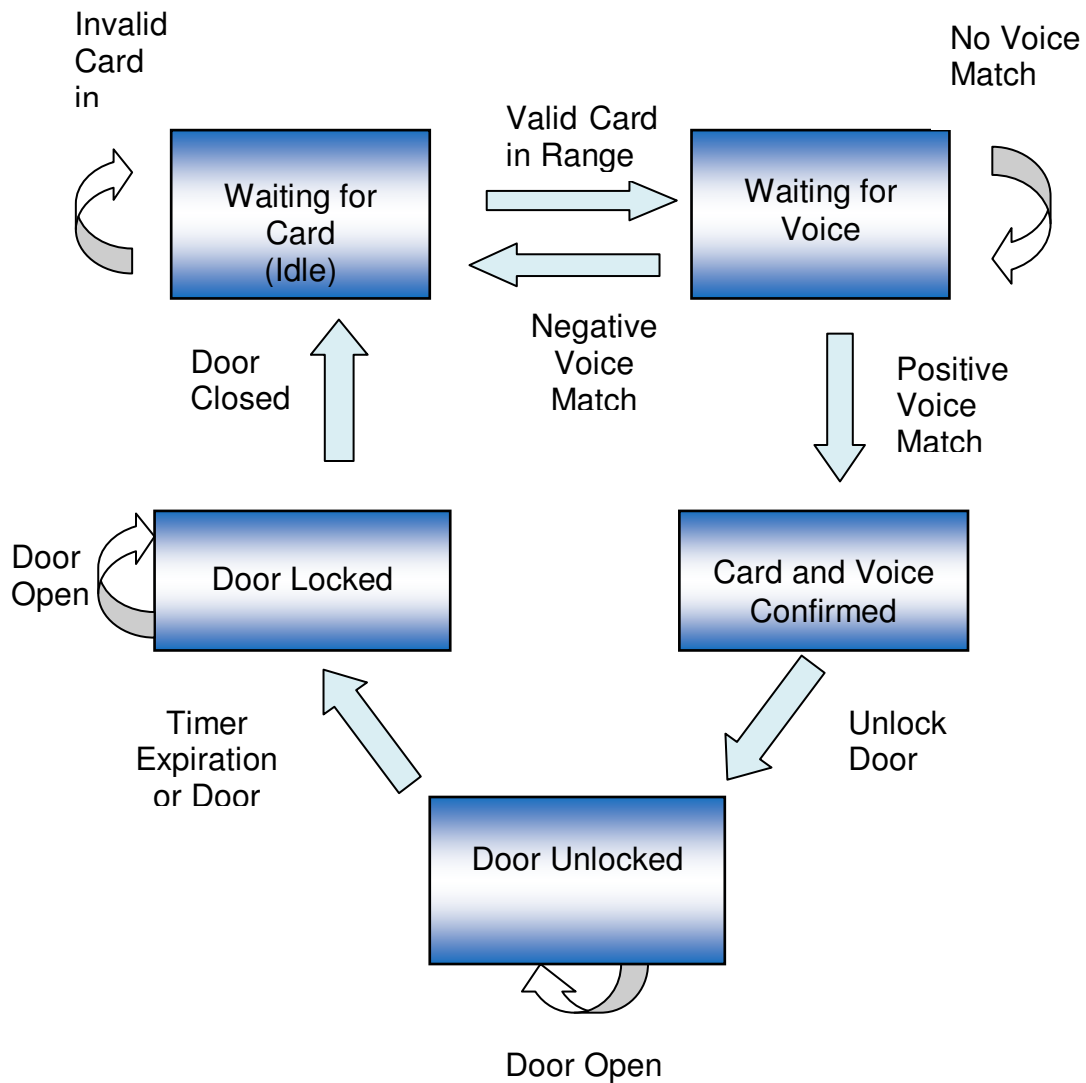 Invalid
Card
in
No Voice
Match
Valid Card
in Range
Waiting for
Card
(Idle)
Waiting for
Voice
Negative
Voice
Match
Door
Closed
Positive
Voice
Match
Door
Open
Door Locked
Card and Voice
Confirmed
Timer
Expiration
or Door
Unlock
Door
Door Unlocked
Door Open